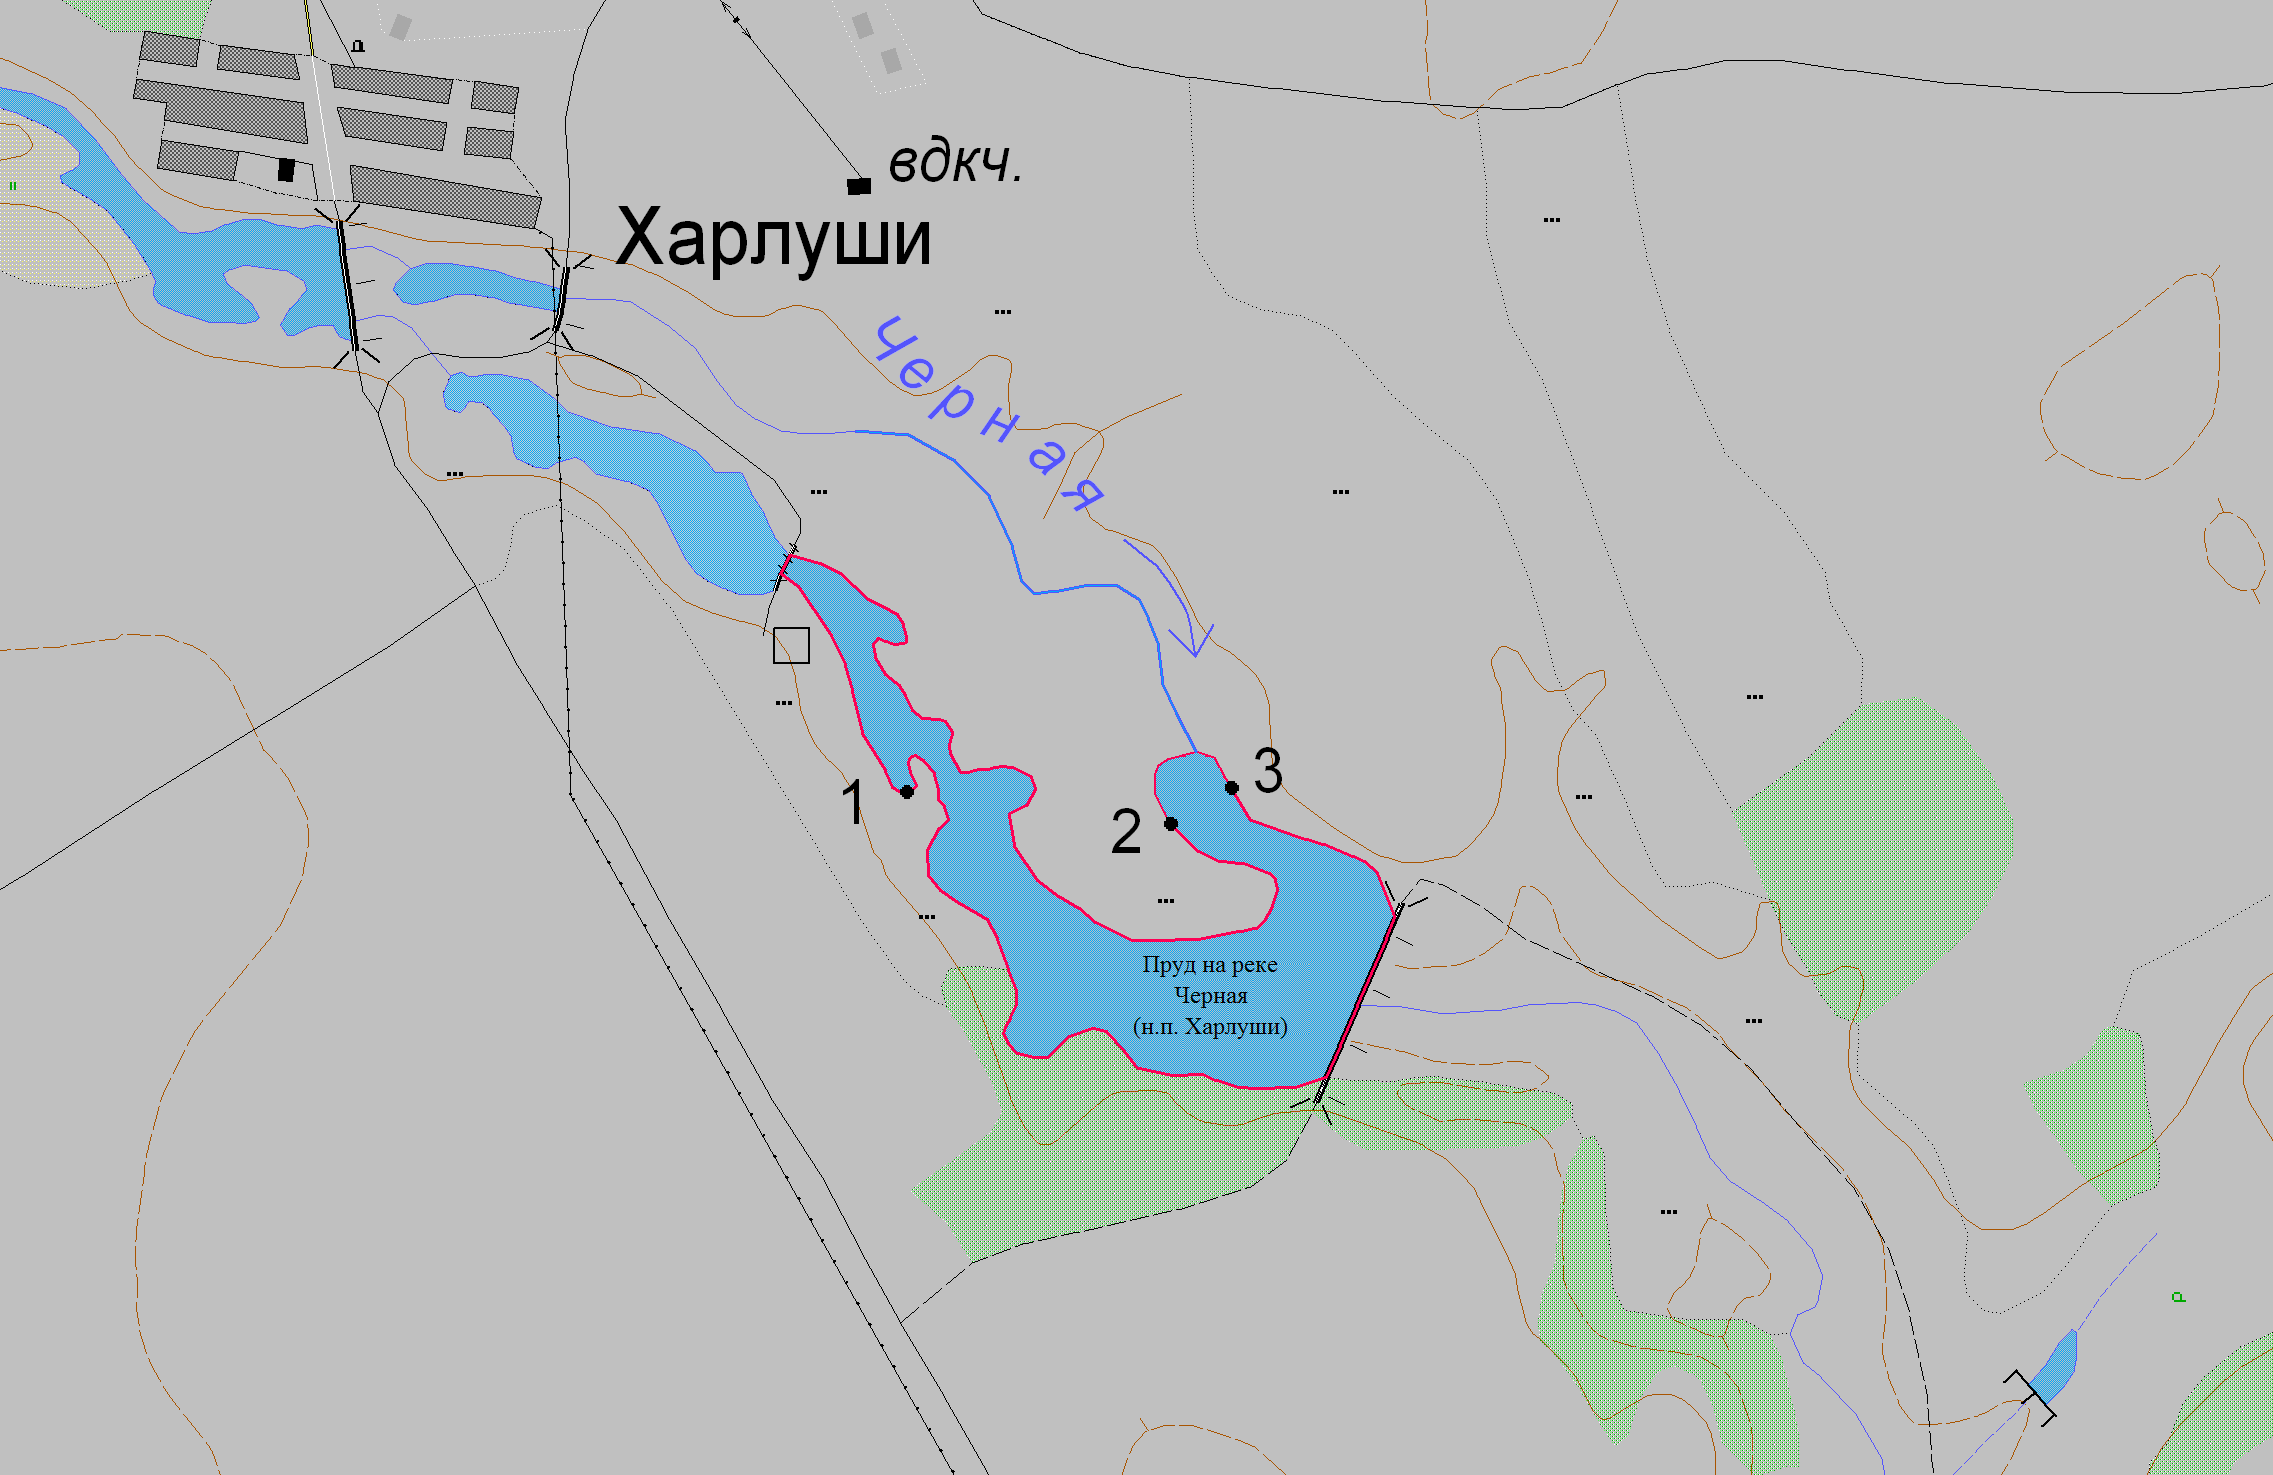 вдкч.
Харлуши
Черная
1
2
3
Пруд на реке
Черная
(н.п. Харлуши)